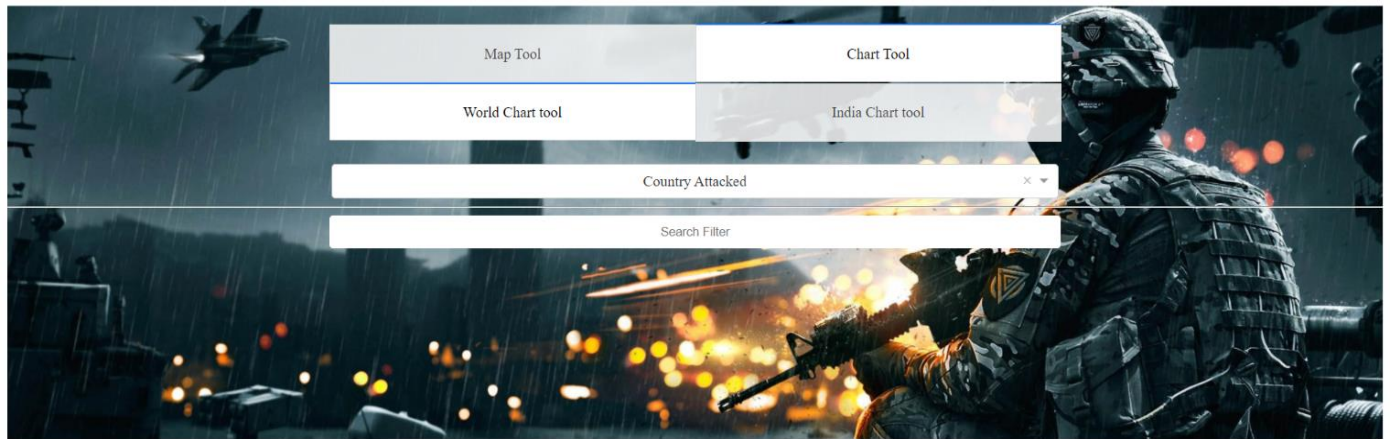 Map Tool
Chart Tool
World Chart tool
India Chart tool
Country Attacked
Search Filter